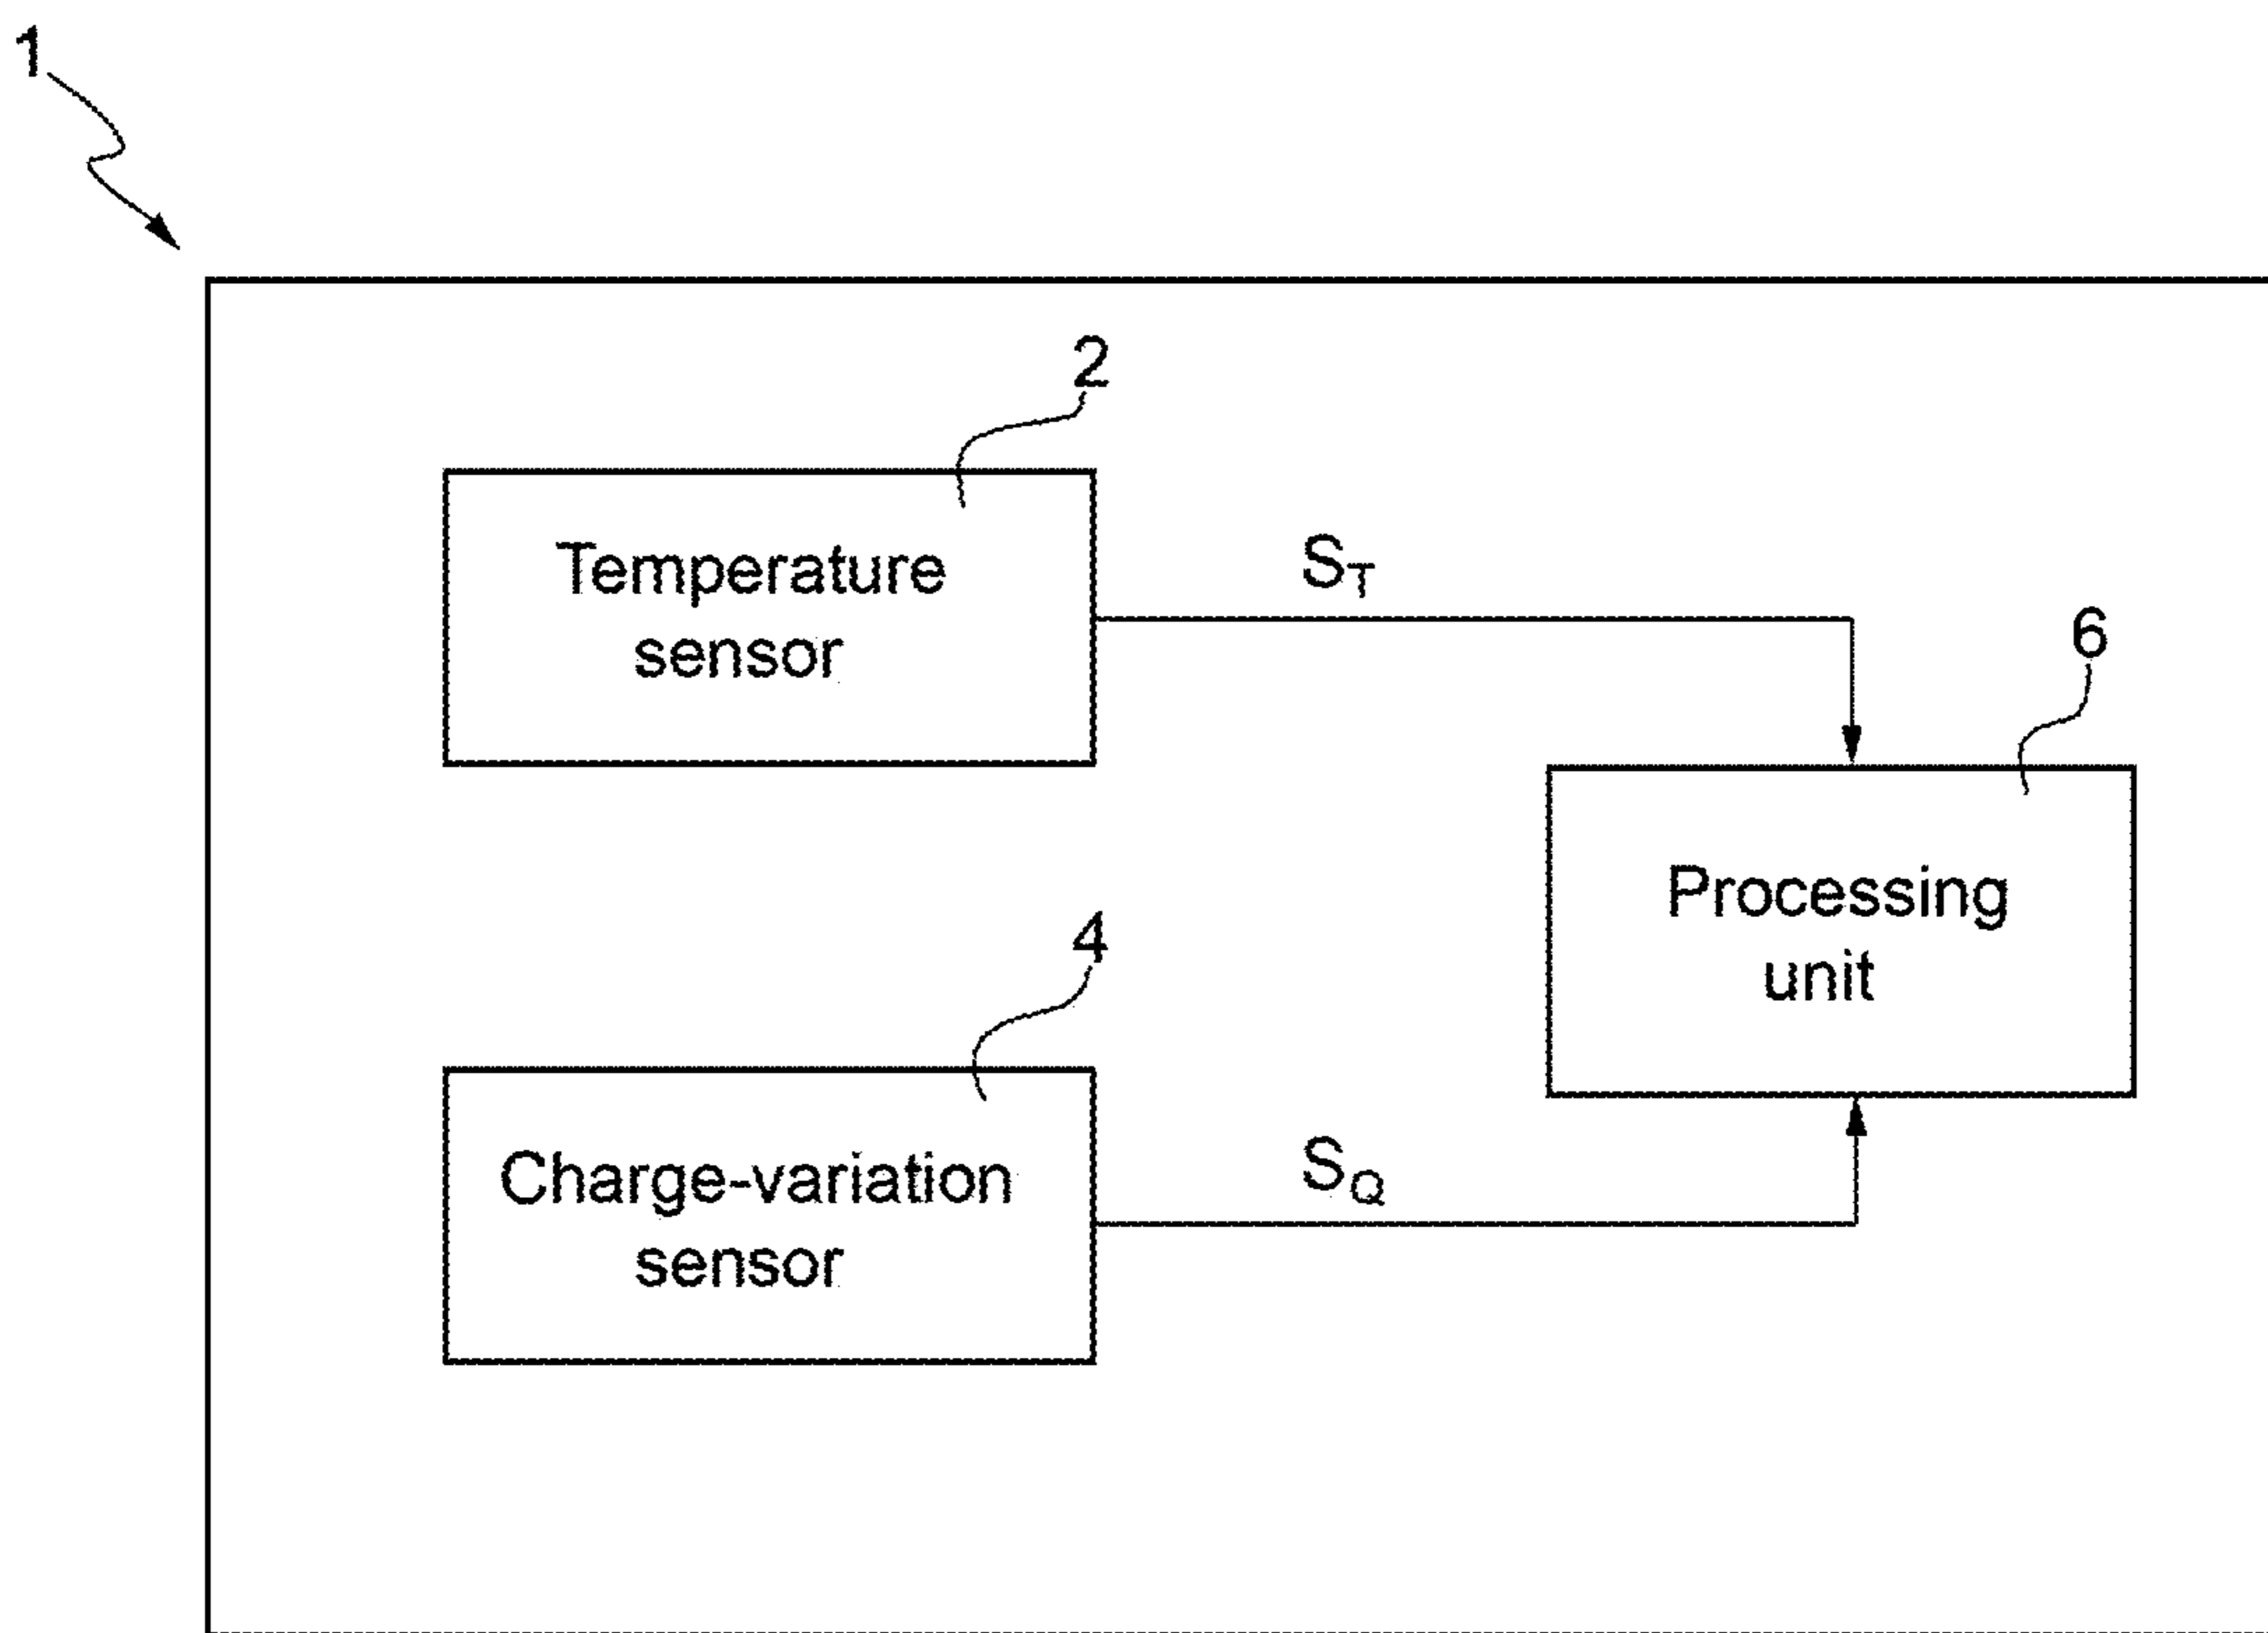 1
2
Temperature
sensor
S_T
6
Processing
unit
4
Charge-variation
sensor
S_Q